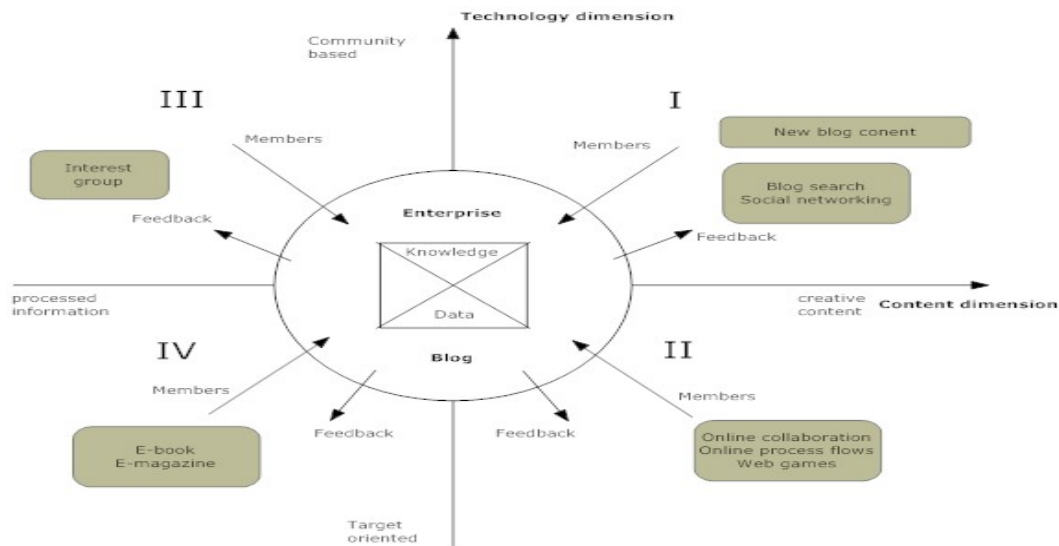 Technology dimension
Community
based
III
I
Members
New blog conent
Members
Interest
group
Blog search
Social networking
Feedback
Enterprise
Feedback
Knowledge
processed
information
creative
content
Content dimension
Data
IV
Blog
II
Members
Members
Feedback
Feedback
E-book
E-magazine
Online collaboration
Online process flows
Web games
Target
oriented